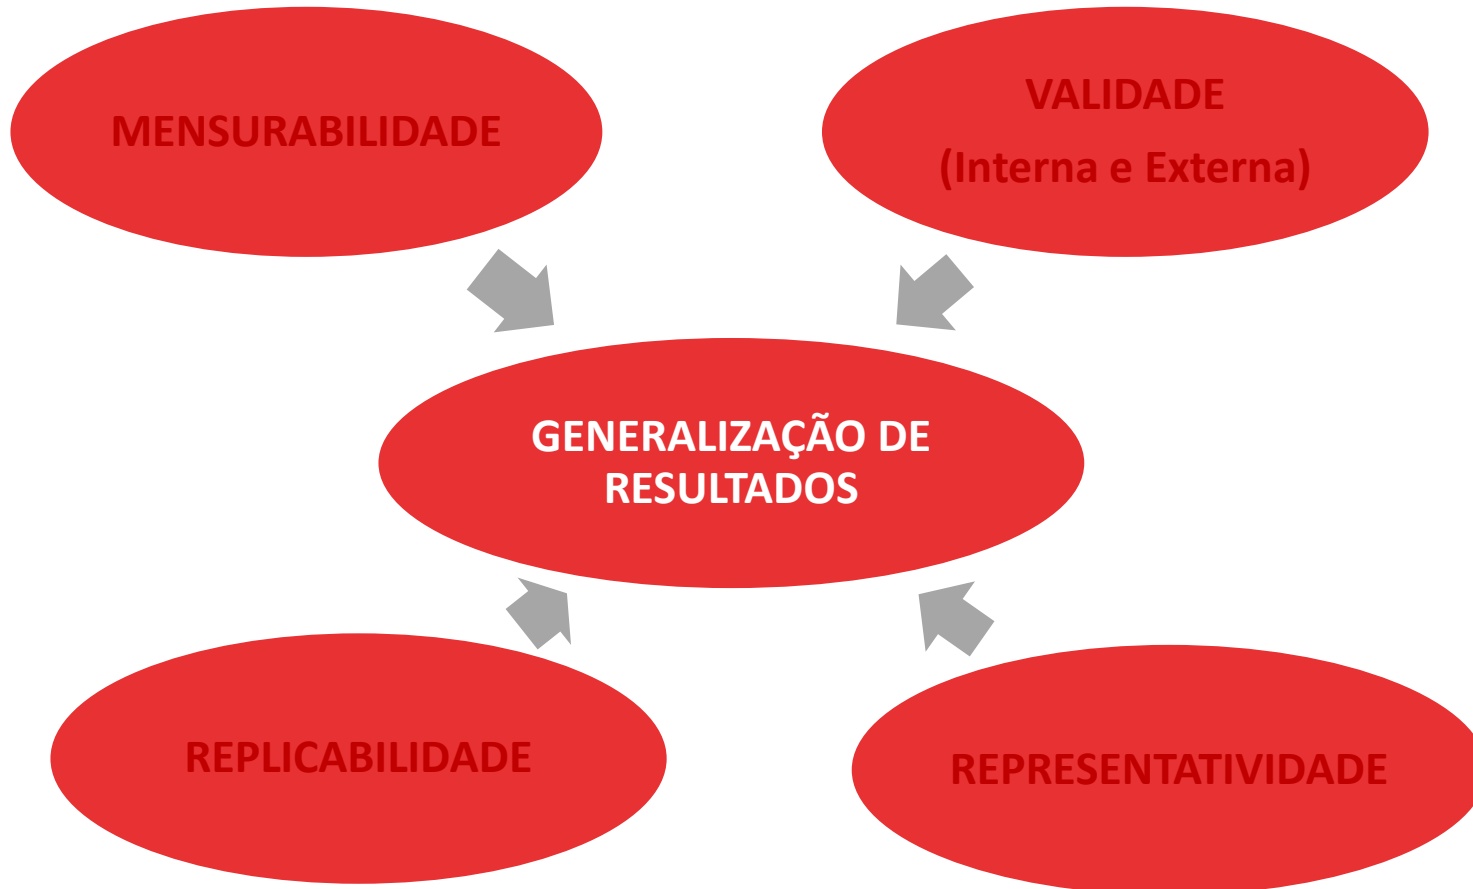 MENSURABILIDADE
VALIDADE
(Interna e Externa)
GENERALIZAÇÃO DE
RESULTADOS
REPLICABILIDADE
REPRESENTATIVIDADE